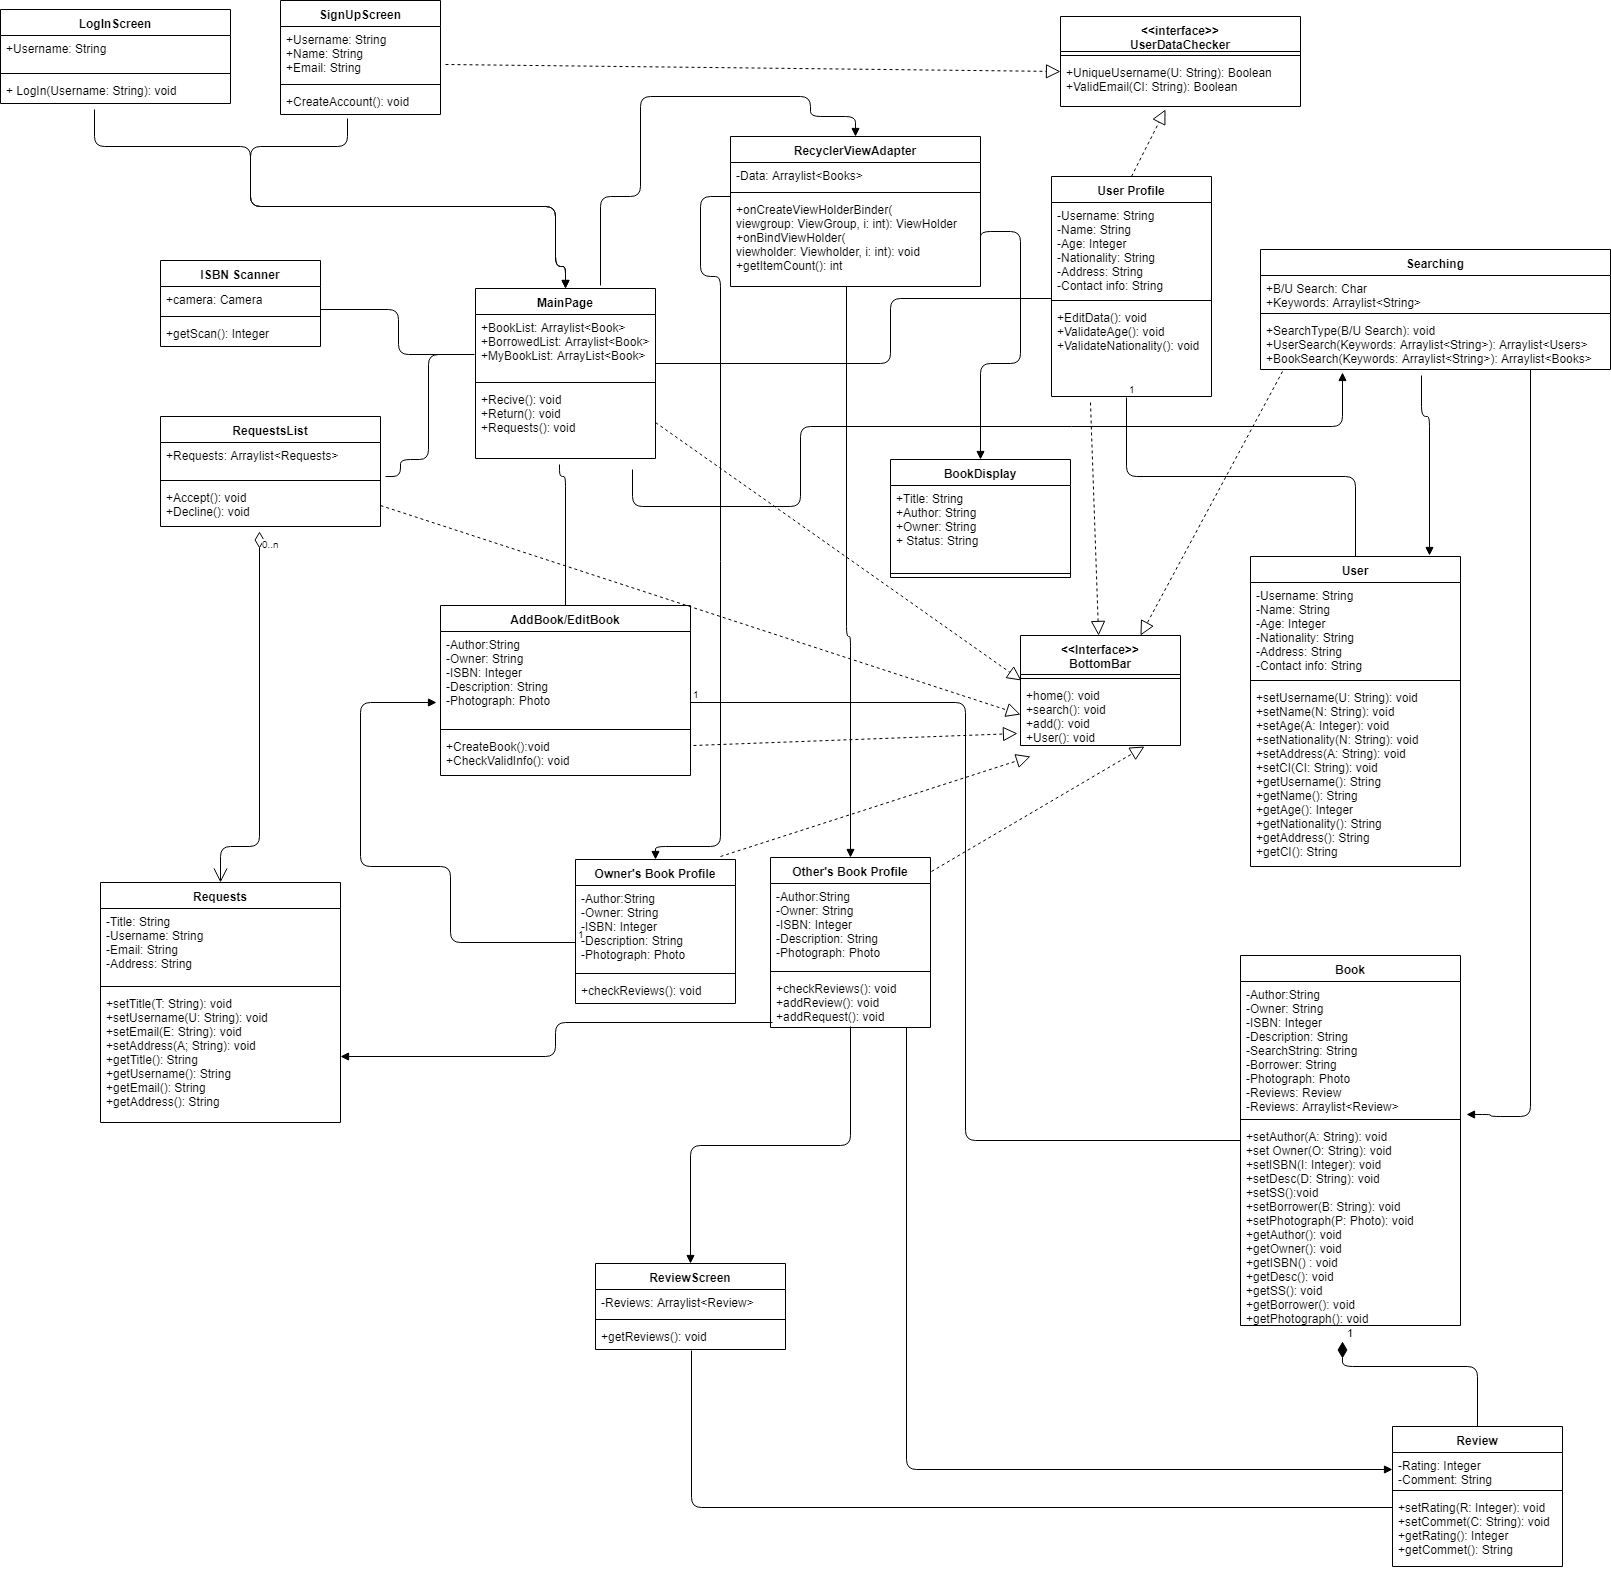 LogInScreen
+Username: String
+ LogIn(Username: String): void
SignUpScreen
+Username: String
+Name: String
+Email: String
+CreateAccount(): void
<<interface>>
UserDataChecker
+UniqueUsername(U: String): Boolean
+ValidEmail(CI: String): Boolean
RecyclerViewAdapter
-Data: Arraylist<Books>
+onCreateViewHolderBinder(
viewgroup: ViewGroup, i: int): ViewHolder
+onBindViewHolder(
viewholder: Viewholder, i: int): void
+getItemCount(): int
User Profile
-Username: String
-Name: String
-Age: Integer
-Nationality: String
-Address: String
-Contact info: String
+EditData(): void
+ValidateAge(): void
+ValidateNationality(): void
1
Searching
+B/U Search: Char
+Keywords: Arraylist<String>
+SearchType(B/U Search): void
+UserSearch(Keywords: Arraylist<String>): Arraylist<Users>
+BookSearch(Keywords: Arraylist<String>): Arraylist<Books>
ISBN Scanner
+camera: Camera
+getScan(): Integer
MainPage
+BookList: Arraylist<Book>
+BorrowedList: Arraylist<Book>
+MyBookList: ArrayList<Book>
+Recive(): void
+Return(): void
+Requests(): void
RequestsList
+Requests: Arraylist<Requests>
+Accept(): void
+Decline(): void
0..n
BookDisplay
+Title: String
+Author: String
+Owner: String
+ Status: String
User
-Username: String
-Name: String
-Age: Integer
-Nationality: String
-Address: String
-Contact info: String
+setUsername(U: String): void
+setName(N: String): void
+setAge(A: Integer): void
+setNationality(N: String): void
+setAddress(A: String): void
+setCI(CI: String): void
+getUsername(): String
+getName(): String
+getAge(): Integer
+getNationality(): String
+getAddress(): String
+getCI(): String
AddBook/EditBook
-Author:String
-Owner: String
-ISBN: Integer
-Description: String
-Photograph: Photo
+CreateBook():void
+CheckValidInfo(): void
1
<<Interface>>
BottomBar
+home(): void
+search(): void
+add(): void
+User(): void
Owner's Book Profile
-Author:String
-Owner: String
-ISBN: Integer
1
-Description: String
-Photograph: Photo
+checkReviews(): void
Other's Book Profile
-Author:String
-Owner: String
-ISBN: Integer
-Description: String
-Photograph: Photo
+checkReviews(): void
+addReview(): void
+addRequest(): void
Requests
-Title: String
-Username: String
-Email: String
-Address: String
+setTitle(T: String): void
+setUsername(U: String): void
+setEmail(E: String): void
+setAddress(A; String): void
+getTitle(): String
+getUsername(): String
+getEmail(): String
+getAddress(): String
Book
-Author:String
-Owner: String
-ISBN: Integer
-Description: String
-SearchString: String
-Borrower: String
-Photograph: Photo
-Reviews: Review
-Reviews: Arraylist<Review>
+setAuthor(A: String): void
+set Owner(O: String): void
+setISBN(I: Integer): void
+setDesc(D: String): void
+setSS():void
+setBorrower(B: String): void
+setPhotograph(P: Photo): void
+getAuthor(): void
+getOwner(): void
+getISBN() : void
+getDesc(): void
+getSS(): void
+getBorrower(): void
+getPhotograph(): void
1
ReviewScreen
-Reviews: Arraylist<Review>
+getReviews(): void
Review
-Rating: Integer
-Comment: String
+setRating(R: Integer): void
+setCommet(C: String): void
+getRating(): Integer
+getCommet(): String